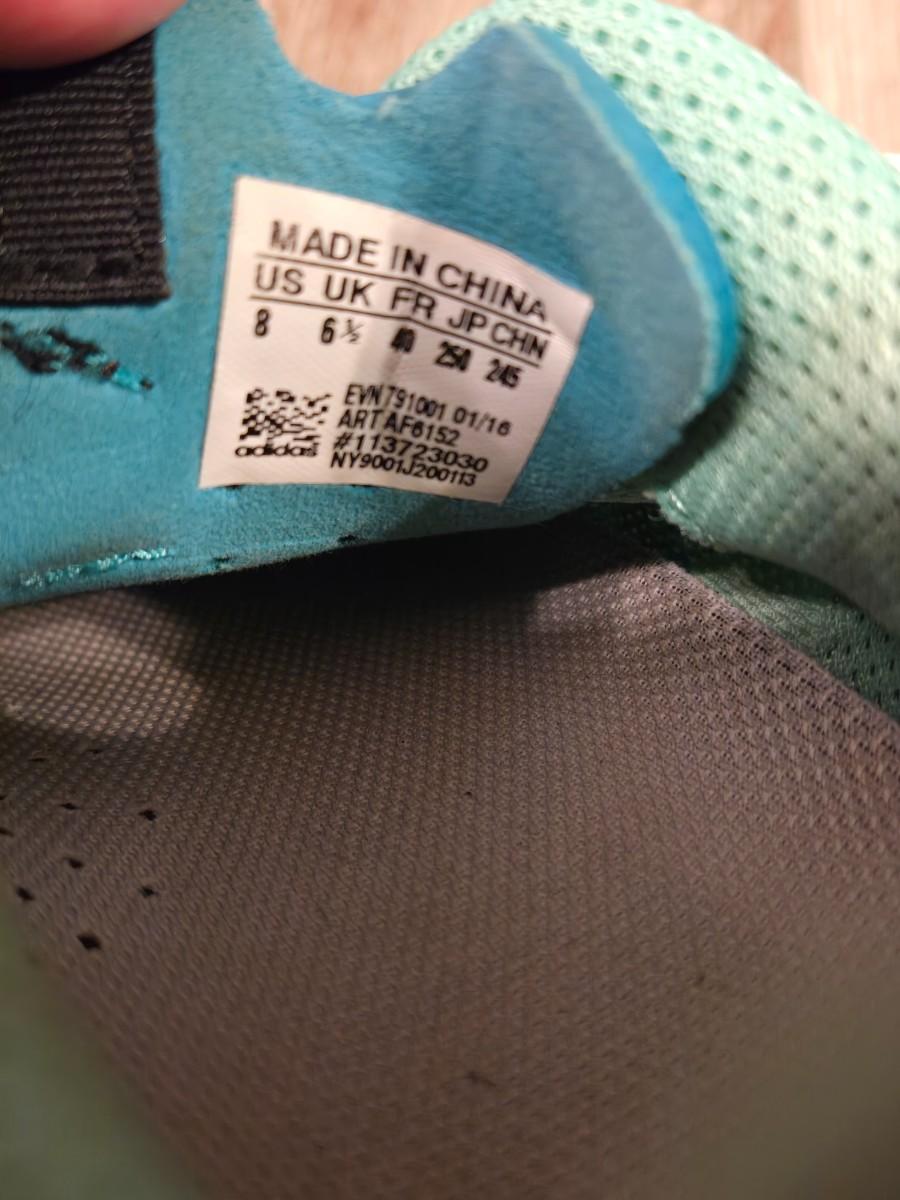 MADE IN CHINA
US UK FR JP CHN
8 6½ 40 250 245
EVN 791001 01/16
ART AF6152
#113723030
adidas NY9001J200113